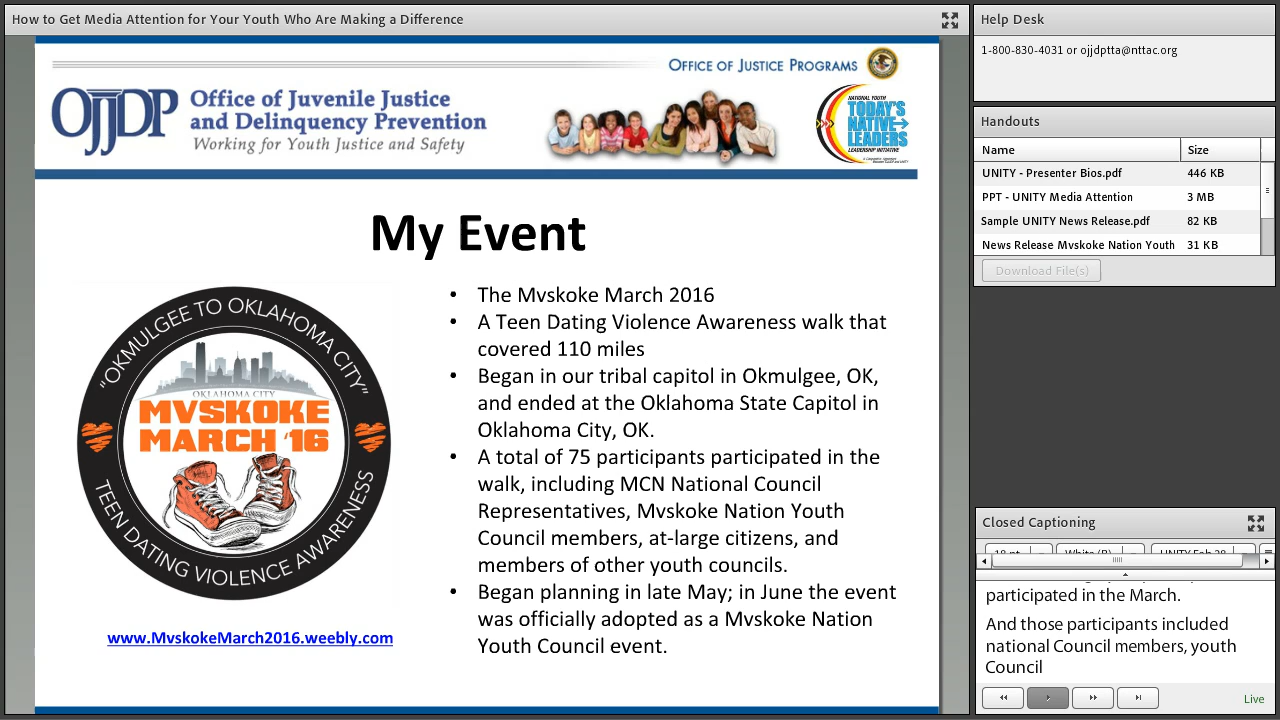 How to Get Media Attention for Your Youth Who Are Making a Difference
OFFICE OF JUSTICE PROGRAMS
OJJDP
Office of Juvenile Justice
and Delinquency Prevention
Working for Youth Justice and Safety
NATIONAL YOUTH
TODAY'S
NATIVE
LEADERS
LEADERSHIP INITIATIVE
My Event
"OKMULGEE TO OKLAHOMA CITY"
OKLAHOMA CITY
MVSKOKE
MARCH '16
TEEN DATING VIOLENCE AWARENESS
www.MvskokeMarch2016.weebly.com
• The Mvskoke March 2016
• A Teen Dating Violence Awareness walk that
covered 110 miles
• Began in our tribal capitol in Okmulgee, OK,
and ended at the Oklahoma State Capitol in
Oklahoma City, OK.
• A total of 75 participants participated in the
walk, including MCN National Council
Representatives, Mvskoke Nation Youth
Council members, at-large citizens, and
members of other youth councils.
• Began planning in late May; in June the event
was officially adopted as a Mvskoke Nation
Youth Council event.
Help Desk
1-800-830-4031 or ojjdptta@nttac.org
Handouts
Name Size
UNITY - Presenter Bios.pdf 446 KB
PPT - UNITY Media Attention 3 MB
Sample UNITY News Release.pdf 82 KB
News Release Mvskoke Nation Youth 31 KB
Download File(s)
Closed Captioning
participated in the March.
And those participants included
national Council members, youth
Council
Live